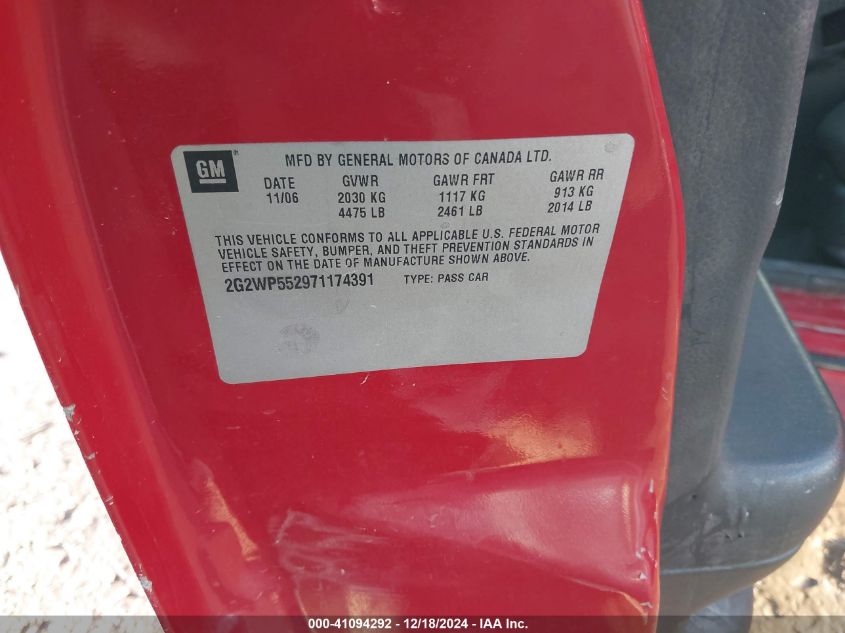 GM
MFD BY GENERAL MOTORS OF CANADA LTD.
DATE GVWR GAWR FRT GAWR RR
11/06 2030 KG 1117 KG 913 KG
4475 LB 2461 LB 2014 LB
THIS VEHICLE CONFORMS TO ALL APPLICABLE U.S. FEDERAL MOTOR
VEHICLE SAFETY, BUMPER, AND THEFT PREVENTION STANDARDS IN
EFFECT ON THE DATE OF MANUFACTURE SHOWN ABOVE.
2G2WP552971174391 TYPE: PASS CAR
000-41094292 - 12/18/2024 - IAA Inc.